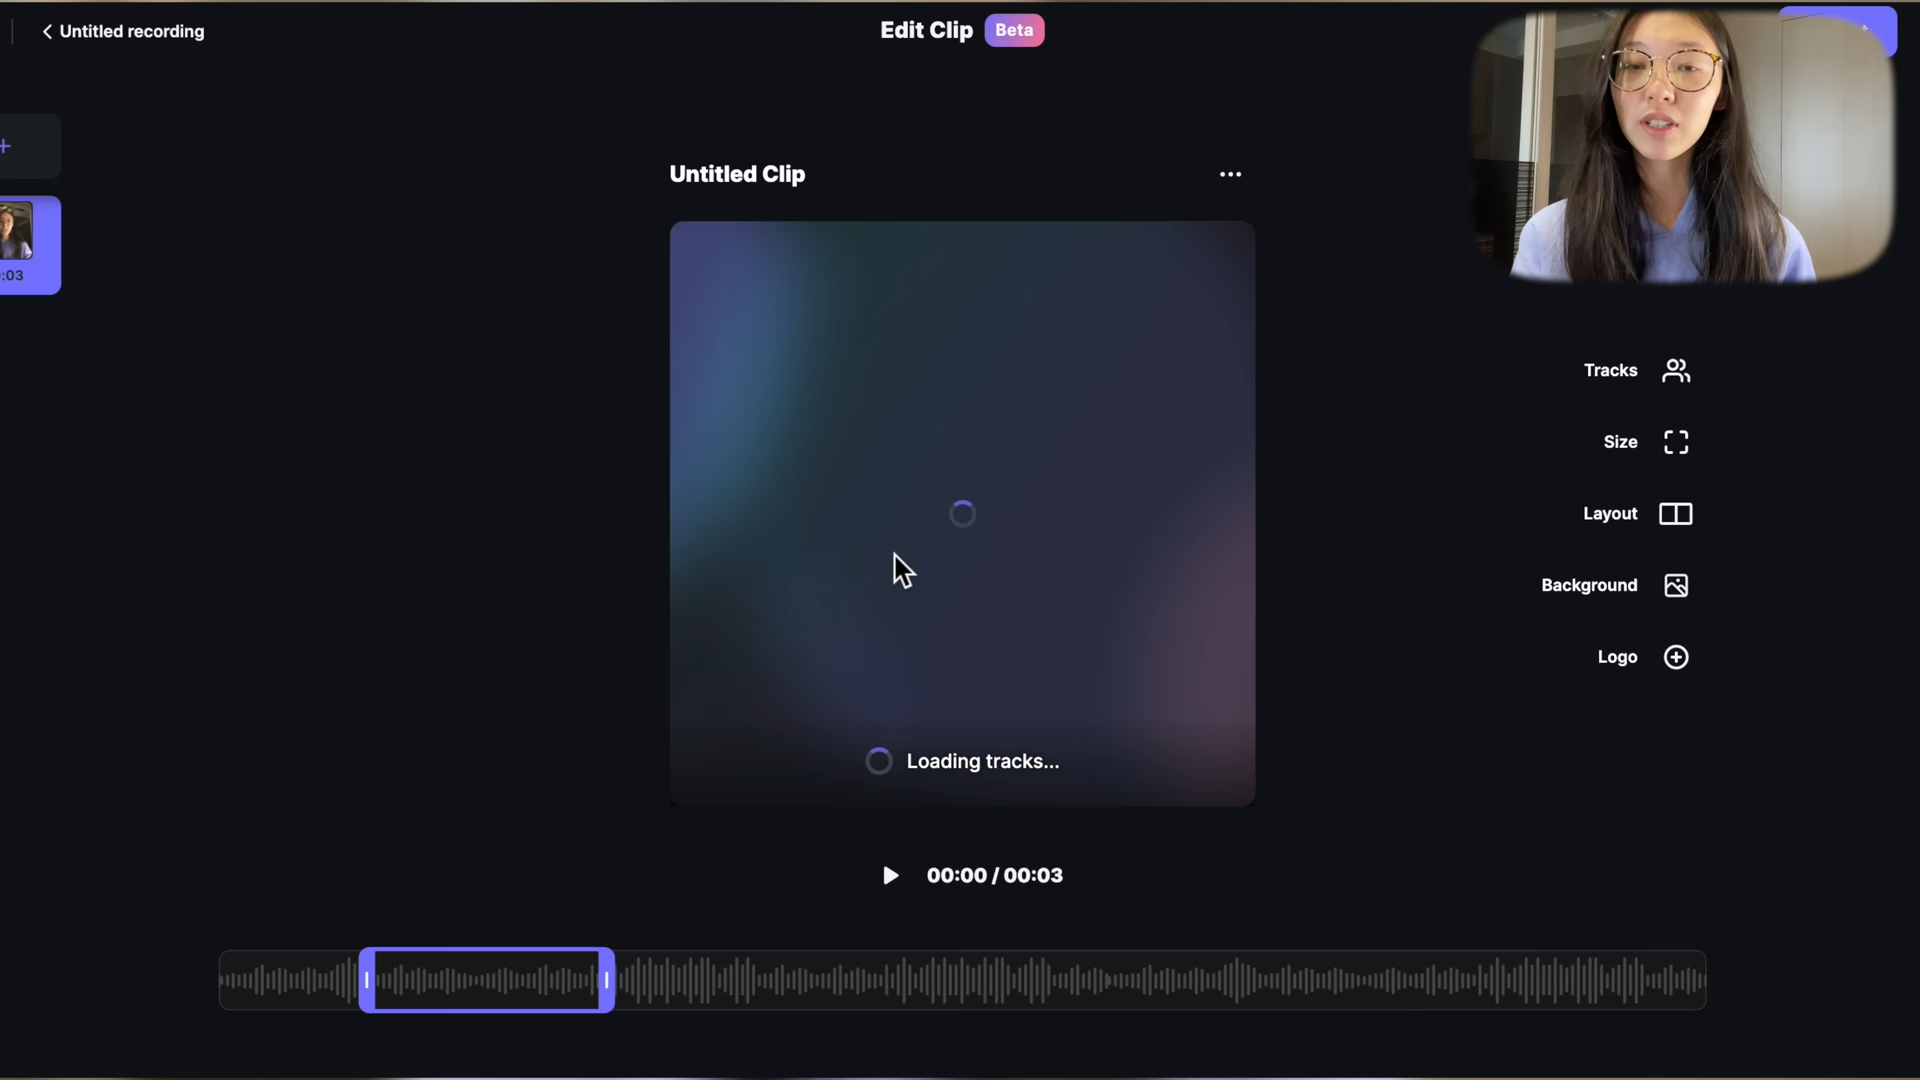 Untitled recording
Edit Clip Beta
Untitled Clip
:03
Tracks
Size
Layout
Background
Logo
Loading tracks...
00:00 / 00:03